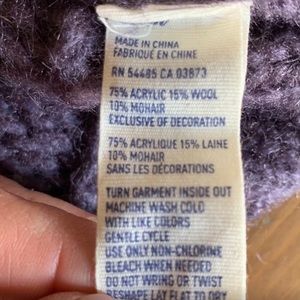 MADE IN CHINA
FABRIQUÉ EN CHINE
RN 54485 CA 03873
75% ACRYLIC 15% WOOL
10% MOHAIR
EXCLUSIVE OF DECORATION
75% ACRYLIQUE 15% LAINE
10% MOHAIR
SANS LES DÉCORATIONS
TURN GARMENT INSIDE OUT
MACHINE WASH COLD
WITH LIKE COLORS
GENTLE CYCLE
USE ONLY NON-CHLORINE
BLEACH WHEN NEEDED
DO NOT WRING OR TWIST
RESHAPE LAY FLAT TO DRY